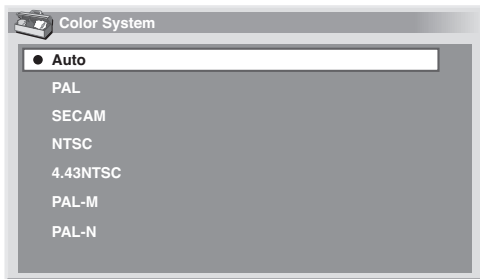 Color System
Auto
PAL
SECAM
NTSC
4.43NTSC
PAL-M
PAL-N